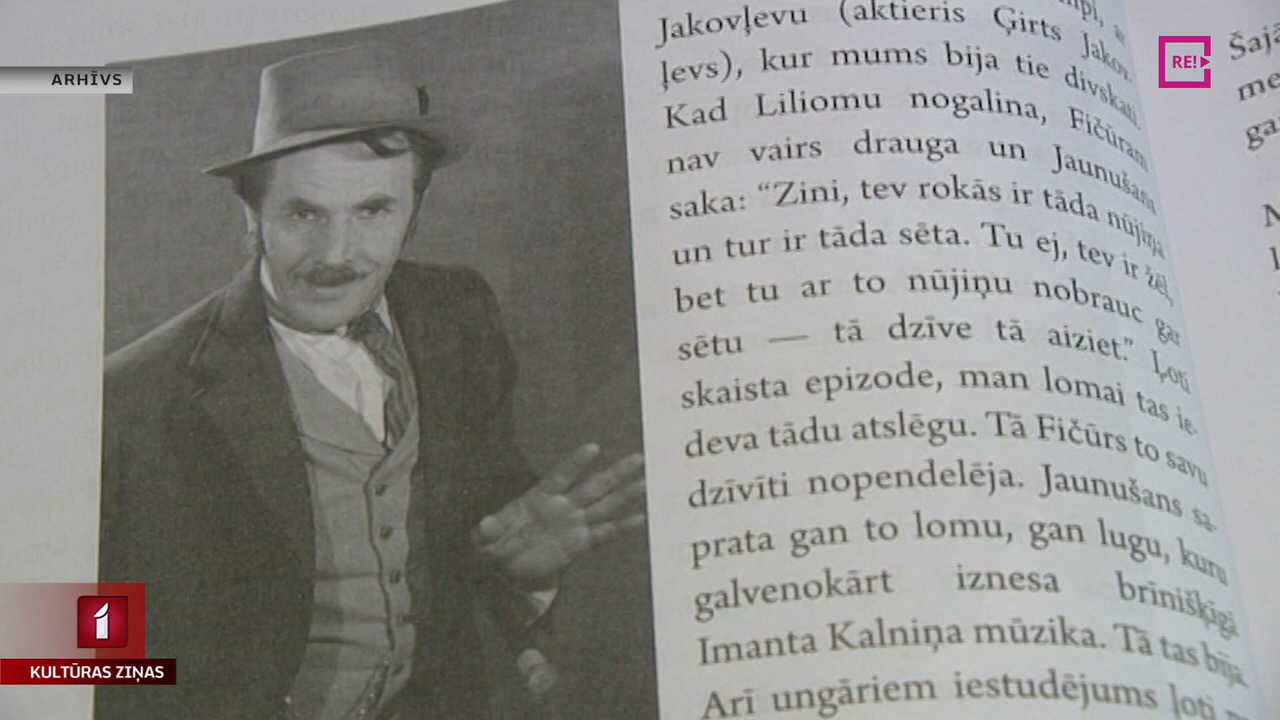 ARHĪVS
RE!
Jakovļevu (aktieris Ģirts Jakov-
ļevs), kur mums bija tie divskati.
Kad Liliomu nogalina, Fičūram
nav vairs drauga un Jaunušans
saka: “Zini, tev rokās ir tāda nūjiņa
un tur ir tāda sēta. Tu ej, tev ir žēl,
bet tu ar to nūjiņu nobrauc gar
sētu — tā dzīve tā aiziet.” Ļoti
skaista epizode, man lomai tas ie-
deva tādu atslēgu. Tā Fičūrs to savu
dzīvīti nopendelēja. Jaunušans sa-
prata gan to lomu, gan lugu, kuru
galvenokārt iznesa brīnišķīgā
Imanta Kalniņa mūzika. Tā tas bija.
Arī ungāriem iestudējums ļoti
Šajā
me
ga
1
KULTŪRAS ZIŅAS